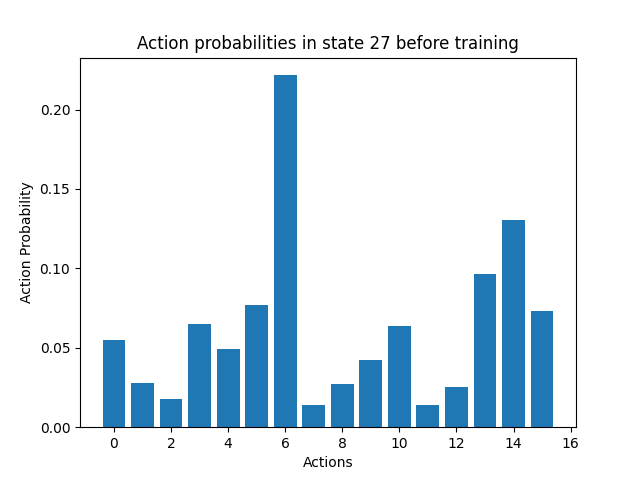 Action probabilities in state 27 before training
Action Probability
0.20
0.15
0.10
0.05
0.00
0 2 4 6 8 10 12 14 16
Actions